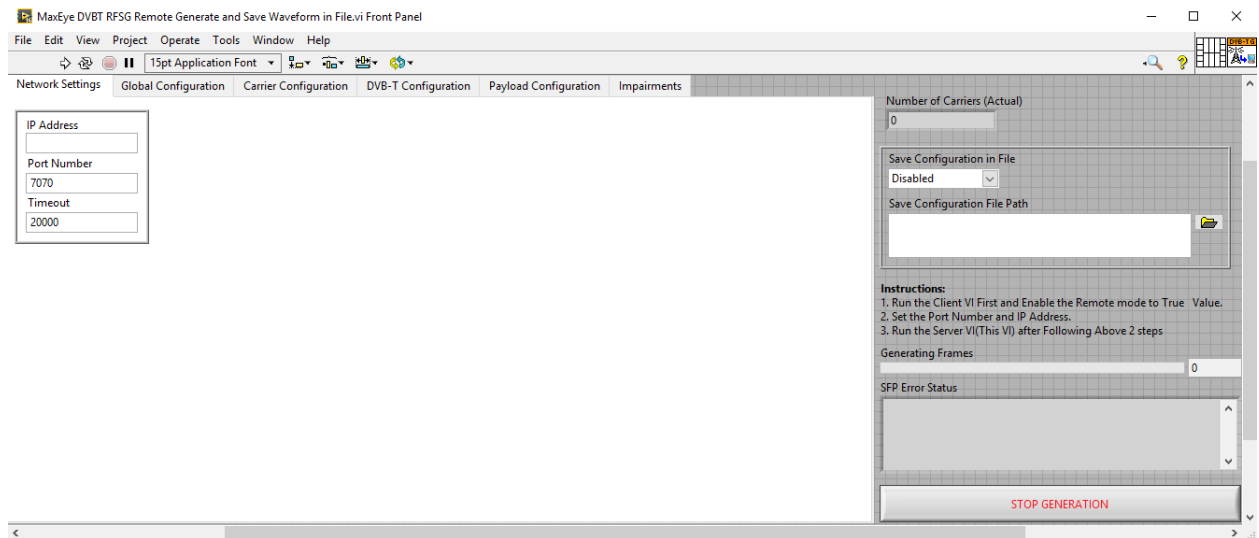 MaxEye DVBT RFSG Remote Generate and Save Waveform in File.vi Front Panel
File Edit View Project Operate Tools Window Help
15pt Application Font
DVB-TG
Network Settings Global Configuration Carrier Configuration DVB-T Configuration Payload Configuration Impairments
IP Address
Port Number
7070
Timeout
20000
Number of Carriers (Actual)
0
Save Configuration in File
Disabled
Save Configuration File Path
Instructions:
1. Run the Client VI First and Enable the Remote mode to True Value.
2. Set the Port Number and IP Address.
3. Run the Server VI(This VI) after Following Above 2 steps
Generating Frames
0
SFP Error Status
STOP GENERATION